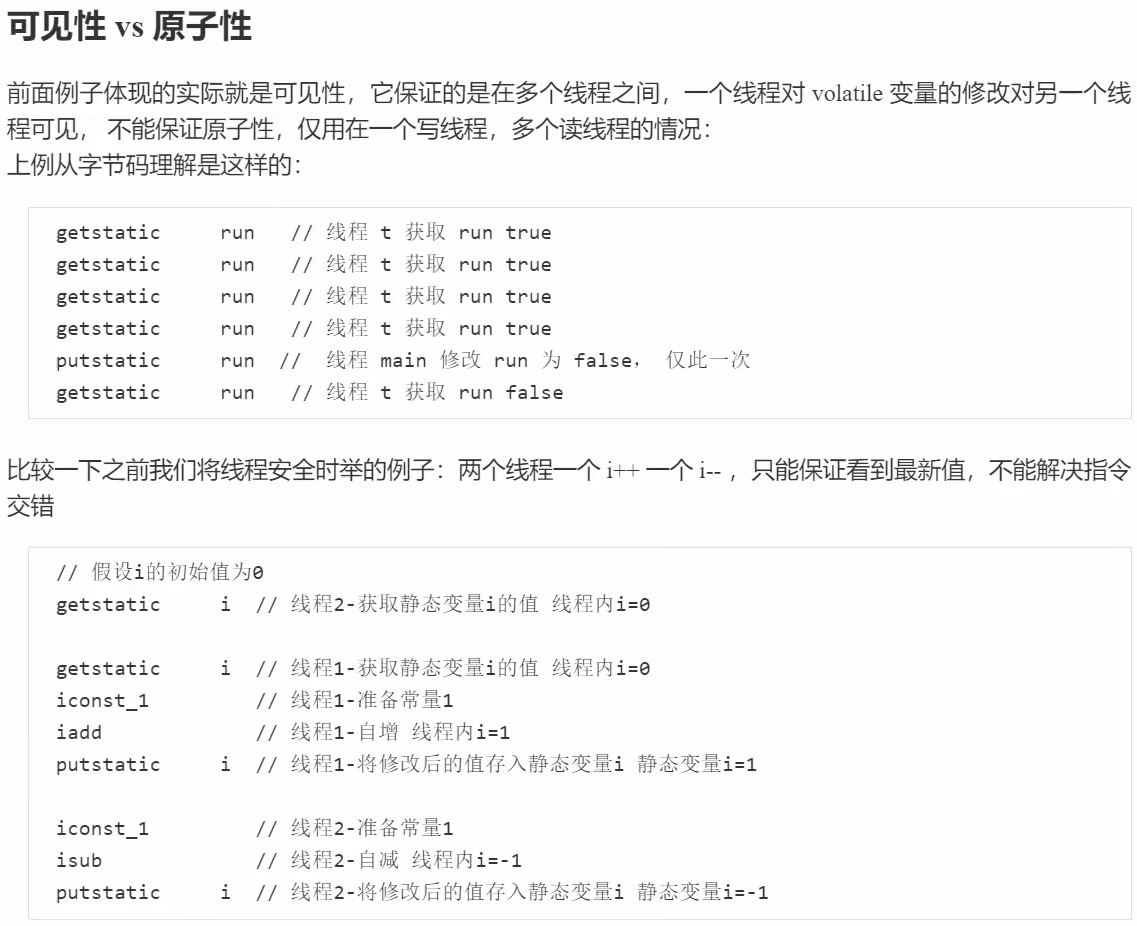 可见性 vs 原子性
前面例子体现的实际就是可见性，它保证的是在多个线程之间，一个线程对 volatile 变量的修改对另一个线
程可见， 不能保证原子性，仅用在一个写线程，多个读线程的情况：
上例从字节码理解是这样的：
getstatic     run   // 线程 t 获取 run true
getstatic     run   // 线程 t 获取 run true
getstatic     run   // 线程 t 获取 run true
getstatic     run   // 线程 t 获取 run true
putstatic     run  //  线程 main 修改 run 为 false， 仅此一次
getstatic     run   // 线程 t 获取 run false
比较一下之前我们将线程安全时举的例子：两个线程一个 i++ 一个 i-- ，只能保证看到最新值，不能解决指令
交错
// 假设i的初始值为0
getstatic     i  // 线程2-获取静态变量i的值 线程内i=0
getstatic     i  // 线程1-获取静态变量i的值 线程内i=0
iconst_1         // 线程1-准备常量1
iadd             // 线程1-自增 线程内i=1
putstatic     i  // 线程1-将修改后的值存入静态变量i 静态变量i=1
iconst_1         // 线程2-准备常量1
isub             // 线程2-自减 线程内i=-1
putstatic     i  // 线程2-将修改后的值存入静态变量i 静态变量i=-1